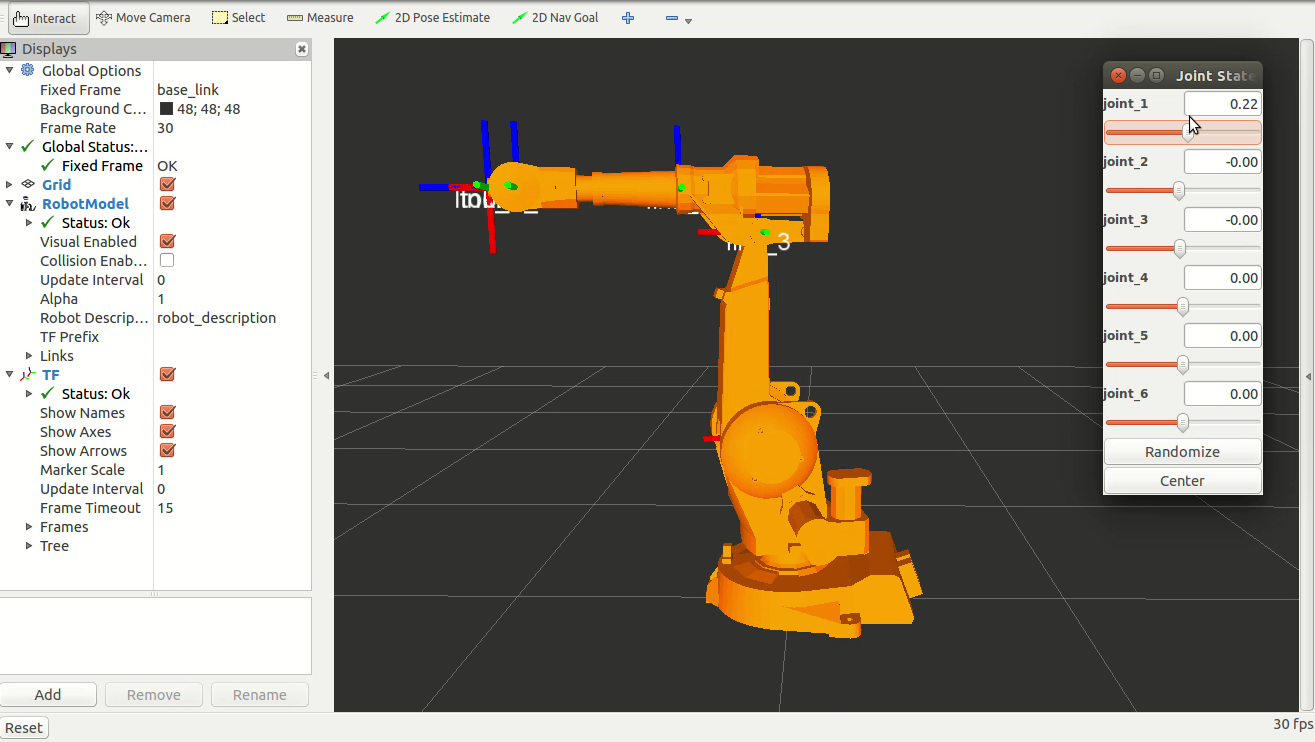 Interact Move Camera Select Measure 2D Pose Estimate 2D Nav Goal
Displays
Global Options
Fixed Frame base_link
Background C... 48; 48; 48
Frame Rate 30
Global Status:...
Fixed Frame OK
Grid
RobotModel
Status: Ok
Visual Enabled
Collision Enab...
Update Interval 0
Alpha 1
Robot Descrip... robot_description
TF Prefix
Links
TF
Status: Ok
Show Names
Show Axes
Show Arrows
Marker Scale 1
Update Interval 0
Frame Timeout 15
Frames
Tree
Add Remove Rename
Reset
Joint State
joint_1 0.22
joint_2 -0.00
joint_3 -0.00
joint_4 0.00
joint_5 0.00
joint_6 0.00
Randomize
Center
30 fps